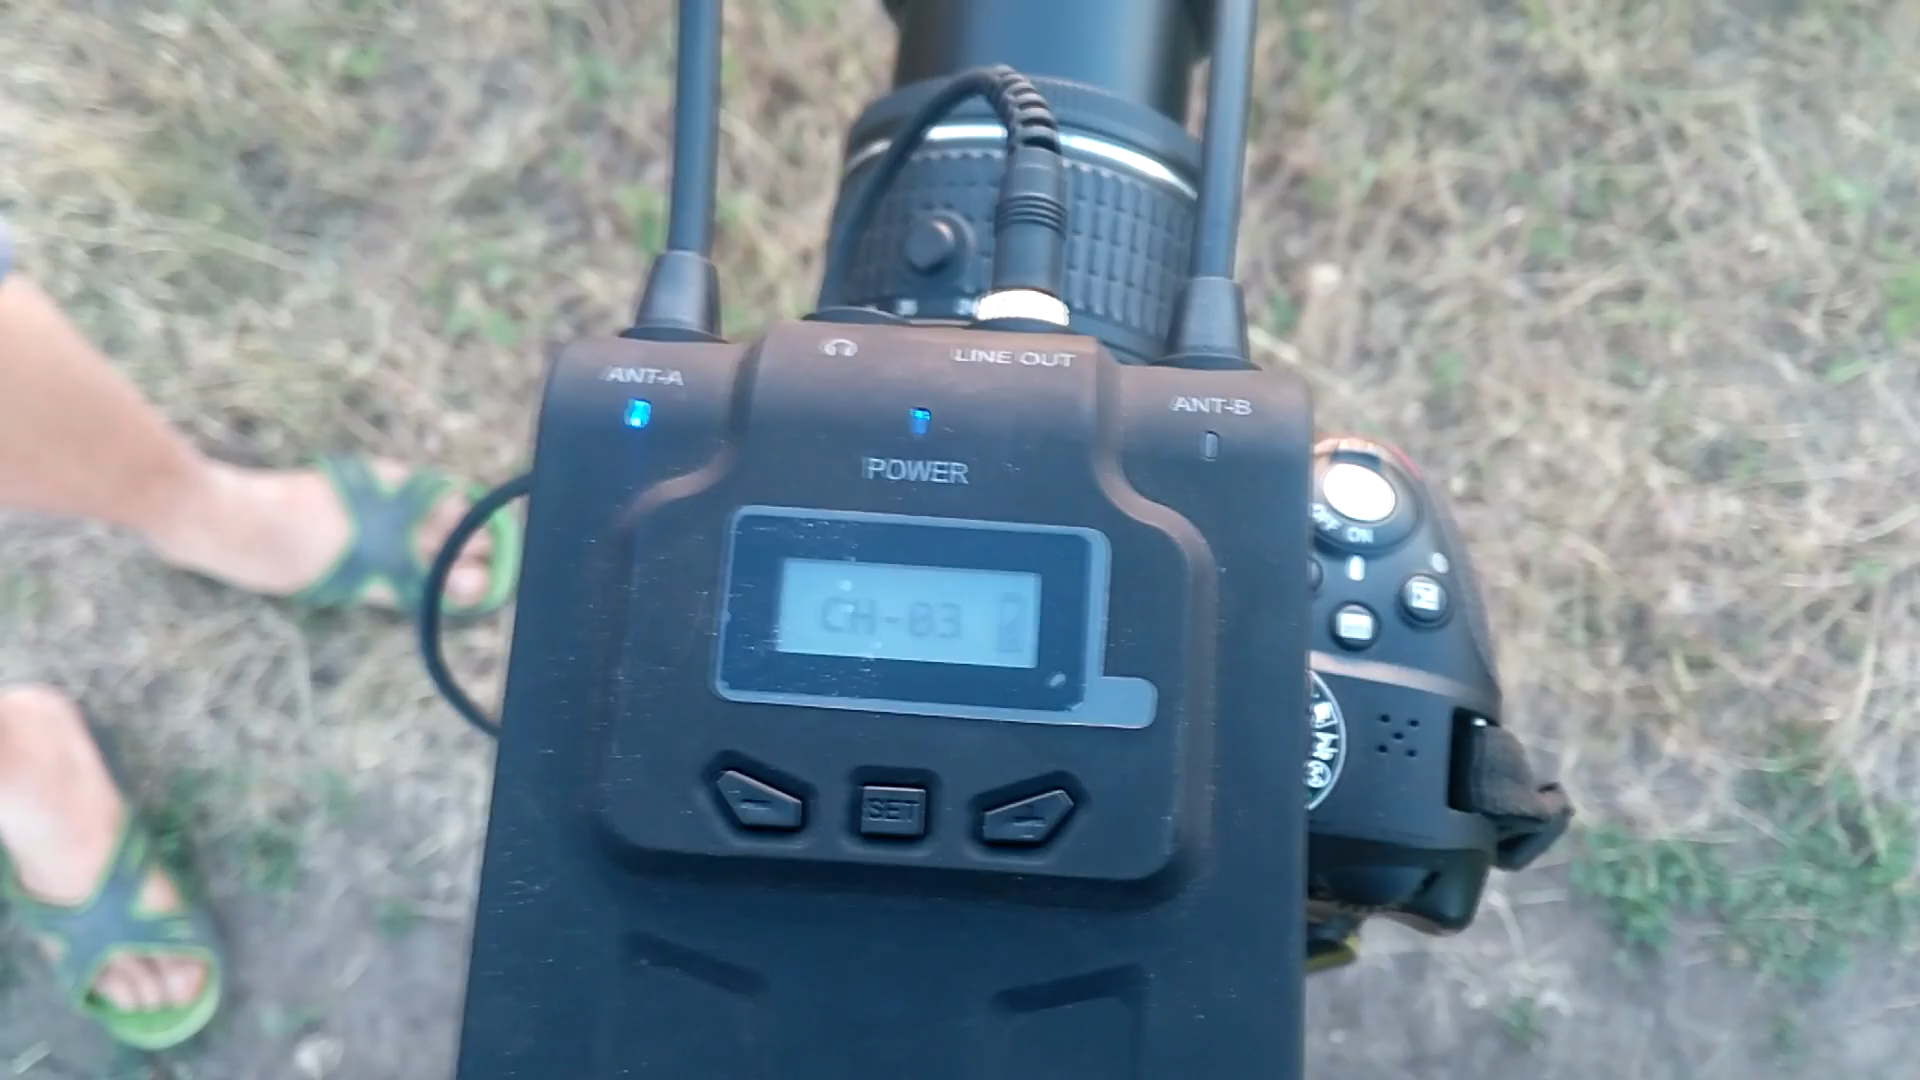 LINE OUT
ANT-A
ANT-B
POWER
OFF ON
CH-03
SET